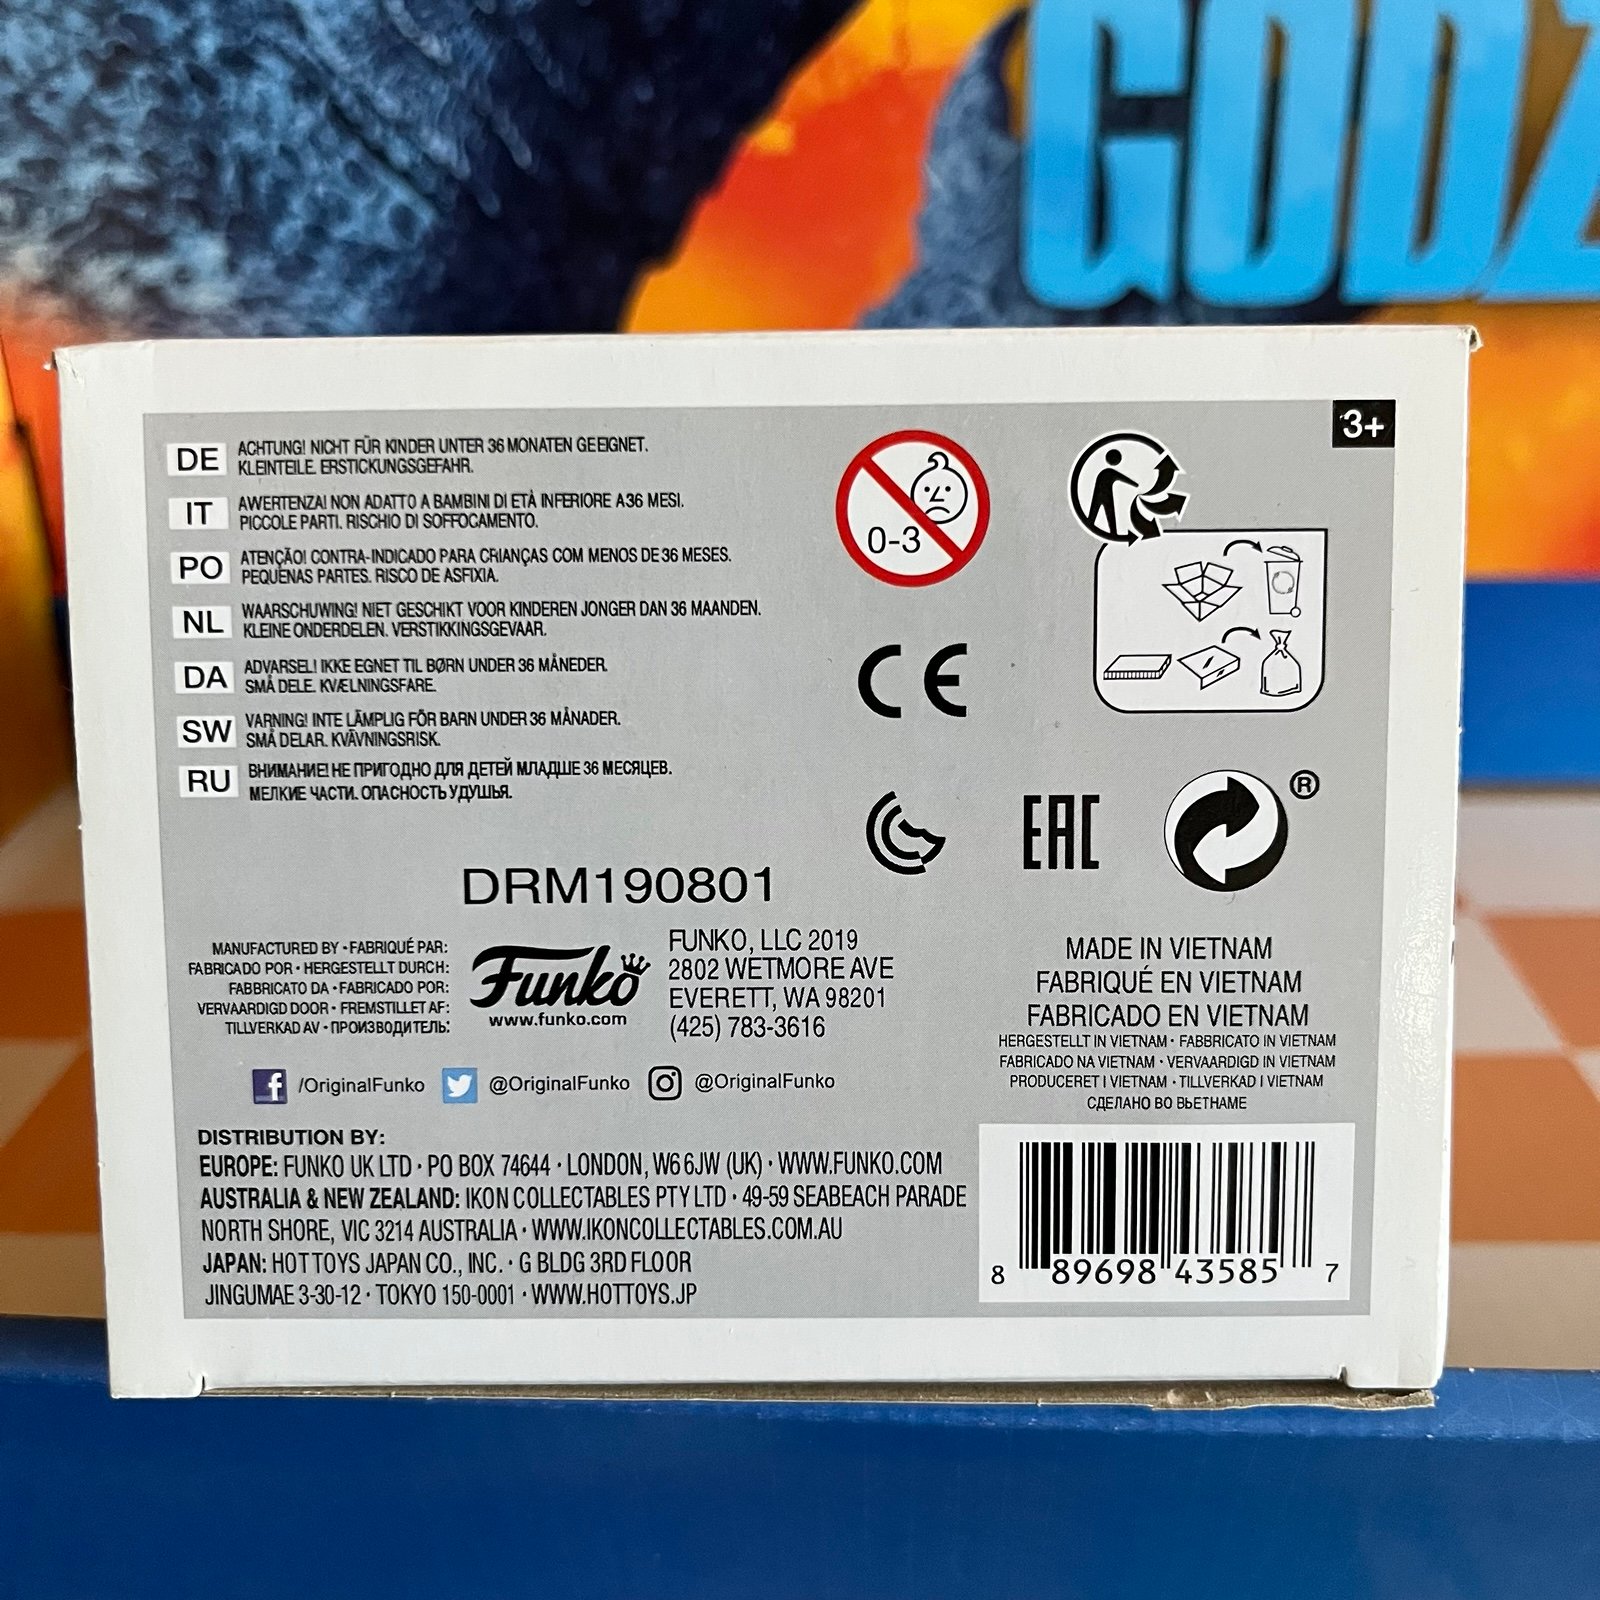 GODZ
3+
DE ACHTUNG! NICHT FÜR KINDER UNTER 36 MONATEN GEEIGNET.
KLEINTEILE. ERSTICKUNGSGEFAHR.
IT AWERTENZA! NON ADATTO A BAMBINI DI ETÀ INFERIORE A 36 MESI.
PICCOLE PARTI. RISCHIO DI SOFFOCAMENTO.
PO ATENÇÃO! CONTRA-INDICADO PARA CRIANÇAS COM MENOS DE 36 MESES.
PEQUENAS PARTES. RISCO DE ASFIXIA.
NL WAARSCHUWING! NIET GESCHIKT VOOR KINDEREN JONGER DAN 36 MAANDEN.
KLEINE ONDERDELEN. VERSTIKKINGSGEVAAR.
DA ADVARSEL! IKKE EGNET TIL BØRN UNDER 36 MÅNEDER.
SMÅ DELE. KVÆLNINGSFARE.
SW VARNING! INTE LÄMPLIG FÖR BARN UNDER 36 MÅNADER.
SMÅ DELAR. KVÄVNINGSRISK.
RU ВНИМАНИЕ! НЕ ПРИГОДНО ДЛЯ ДЕТЕЙ МЛАДШЕ 36 МЕСЯЦЕВ.
МЕЛКИЕ ЧАСТИ. ОПАСНОСТЬ УДУШЬЯ.
0-3
CE
EAC
®
DRM190801
MANUFACTURED BY • FABRIQUÉ PAR:
FABRICADO POR • HERGESTELLT DURCH:
FABBRICATO DA • FABRICADO POR:
VERVAARDIGD DOOR • FREMSTILLET AF:
TILLVERKAD AV • ПРОИЗВОДИТЕЛЬ:
Funko
www.funko.com
FUNKO, LLC 2019
2802 WETMORE AVE
EVERETT, WA 98201
(425) 783-3616
MADE IN VIETNAM
FABRIQUÉ EN VIETNAM
FABRICADO EN VIETNAM
HERGESTELLT IN VIETNAM • FABBRICATO IN VIETNAM
FABRICADO NA VIETNAM • VERVAARDIGD IN VIETNAM
PRODUCERET I VIETNAM • TILLVERKAD I VIETNAM
СДЕЛАНО ВО ВЬЕТНАМЕ
f /OriginalFunko @OriginalFunko @OriginalFunko
DISTRIBUTION BY:
EUROPE: FUNKO UK LTD • PO BOX 74644 • LONDON, W6 6JW (UK) • WWW.FUNKO.COM
AUSTRALIA & NEW ZEALAND: IKON COLLECTABLES PTY LTD • 49-59 SEABEACH PARADE
NORTH SHORE, VIC 3214 AUSTRALIA • WWW.IKONCOLLECTABLES.COM.AU
JAPAN: HOT TOYS JAPAN CO., INC. • G BLDG 3RD FLOOR
JINGUMAE 3-30-12 • TOKYO 150-0001 • WWW.HOTTOYS.JP
8 89698 43585 7